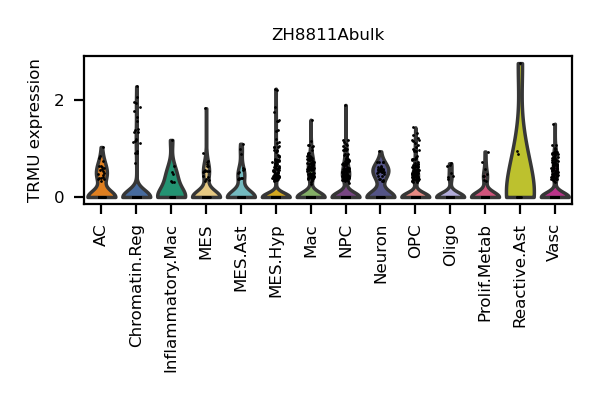 ZH8811Abulk
TRMU expression
2
0
AC
Chromatin.Reg
Inflammatory.Mac
MES
MES.Ast
MES.Hyp
Mac
NPC
Neuron
OPC
Oligo
Prolif.Metab
Reactive.Ast
Vasc